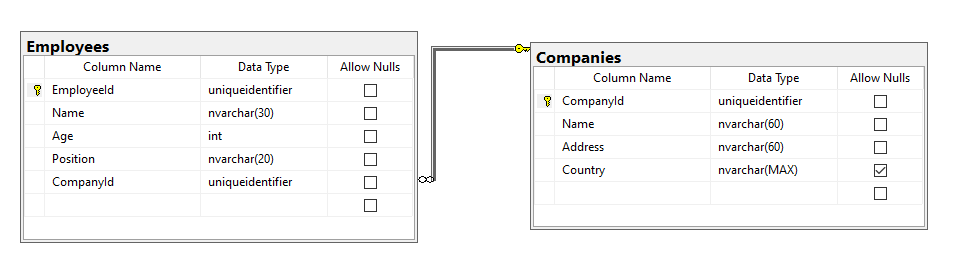 Employees
Column Name Data Type Allow Nulls
EmployeeId uniqueidentifier
Name nvarchar(30)
Age int
Position nvarchar(20)
CompanyId uniqueidentifier
Companies
Column Name Data Type Allow Nulls
CompanyId uniqueidentifier
Name nvarchar(60)
Address nvarchar(60)
Country nvarchar(MAX)